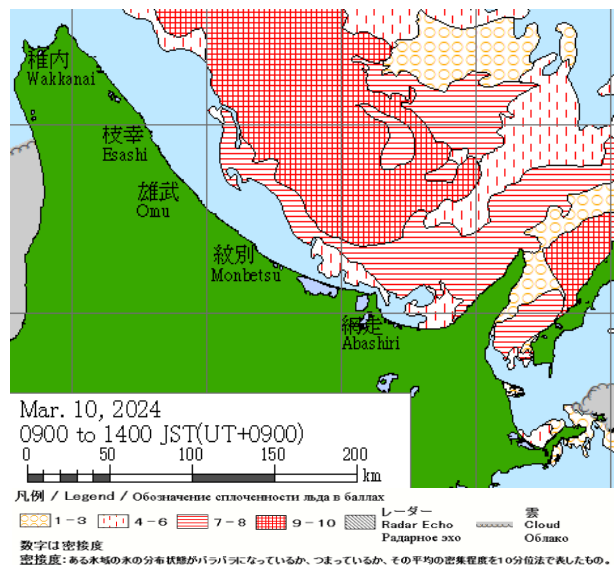 稚内
Wakkanai
枝幸
Esashi
雄武
Omu
紋別
Monbetsu
網走
Abashiri
Mar. 10, 2024
0900 to 1400 JST(UT+0900)
0 50 100 150 200
km
凡例 / Legend / Обозначение сплоченности льда в баллах
1-3 4-6 7-8 9-10 レーダー Radar Echo Радарное эхо 雲 Cloud Облако
数字は密接度
密接度:ある氷域の氷の分布状態がバラバラになっているか、つまっているか、その平均の密集程度を10分位法で表したもの。